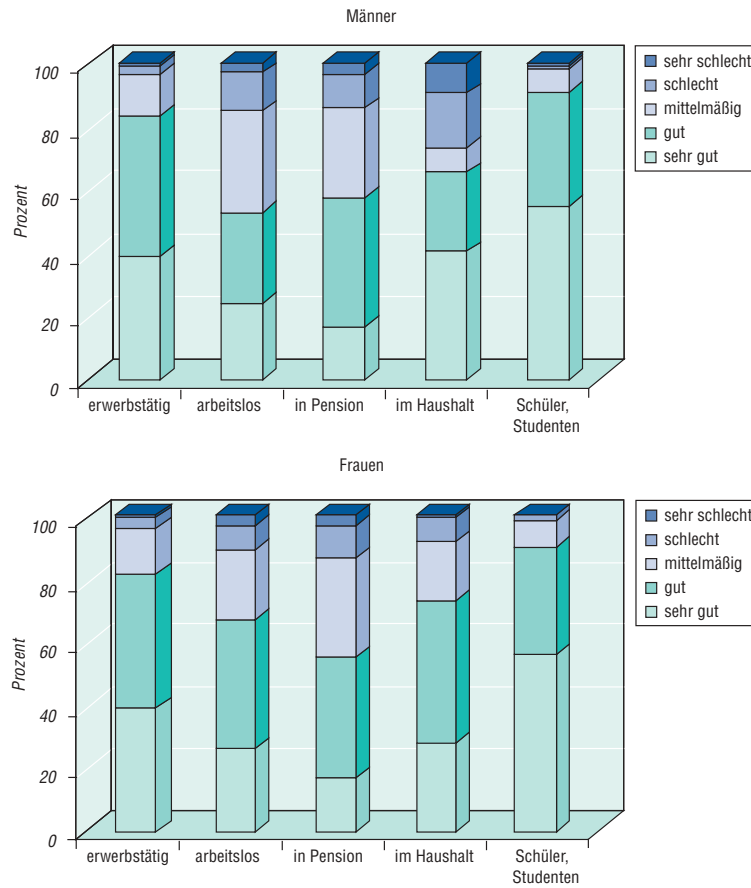 Männer
100
80
60
40
20
0
Prozent
erwerbstätig
arbeitslos
in Pension
im Haushalt
Schüler,
Studenten
sehr schlecht
schlecht
mittelmäßig
gut
sehr gut
Frauen
100
80
60
40
20
0
Prozent
erwerbstätig
arbeitslos
in Pension
im Haushalt
Schüler,
Studenten
sehr schlecht
schlecht
mittelmäßig
gut
sehr gut